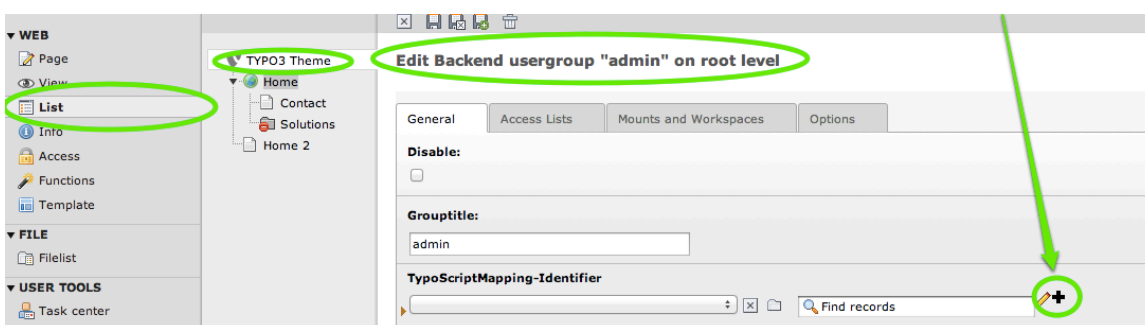 WEB
Page
View
List
Info
Access
Functions
Template
FILE
Filelist
USER TOOLS
Task center
TYPO3 Theme
Home
Contact
Solutions
Home 2
Edit Backend usergroup "admin" on root level
General Access Lists Mounts and Workspaces Options
Disable:
Grouptitle:
admin
TypoScriptMapping-Identifier
Find records